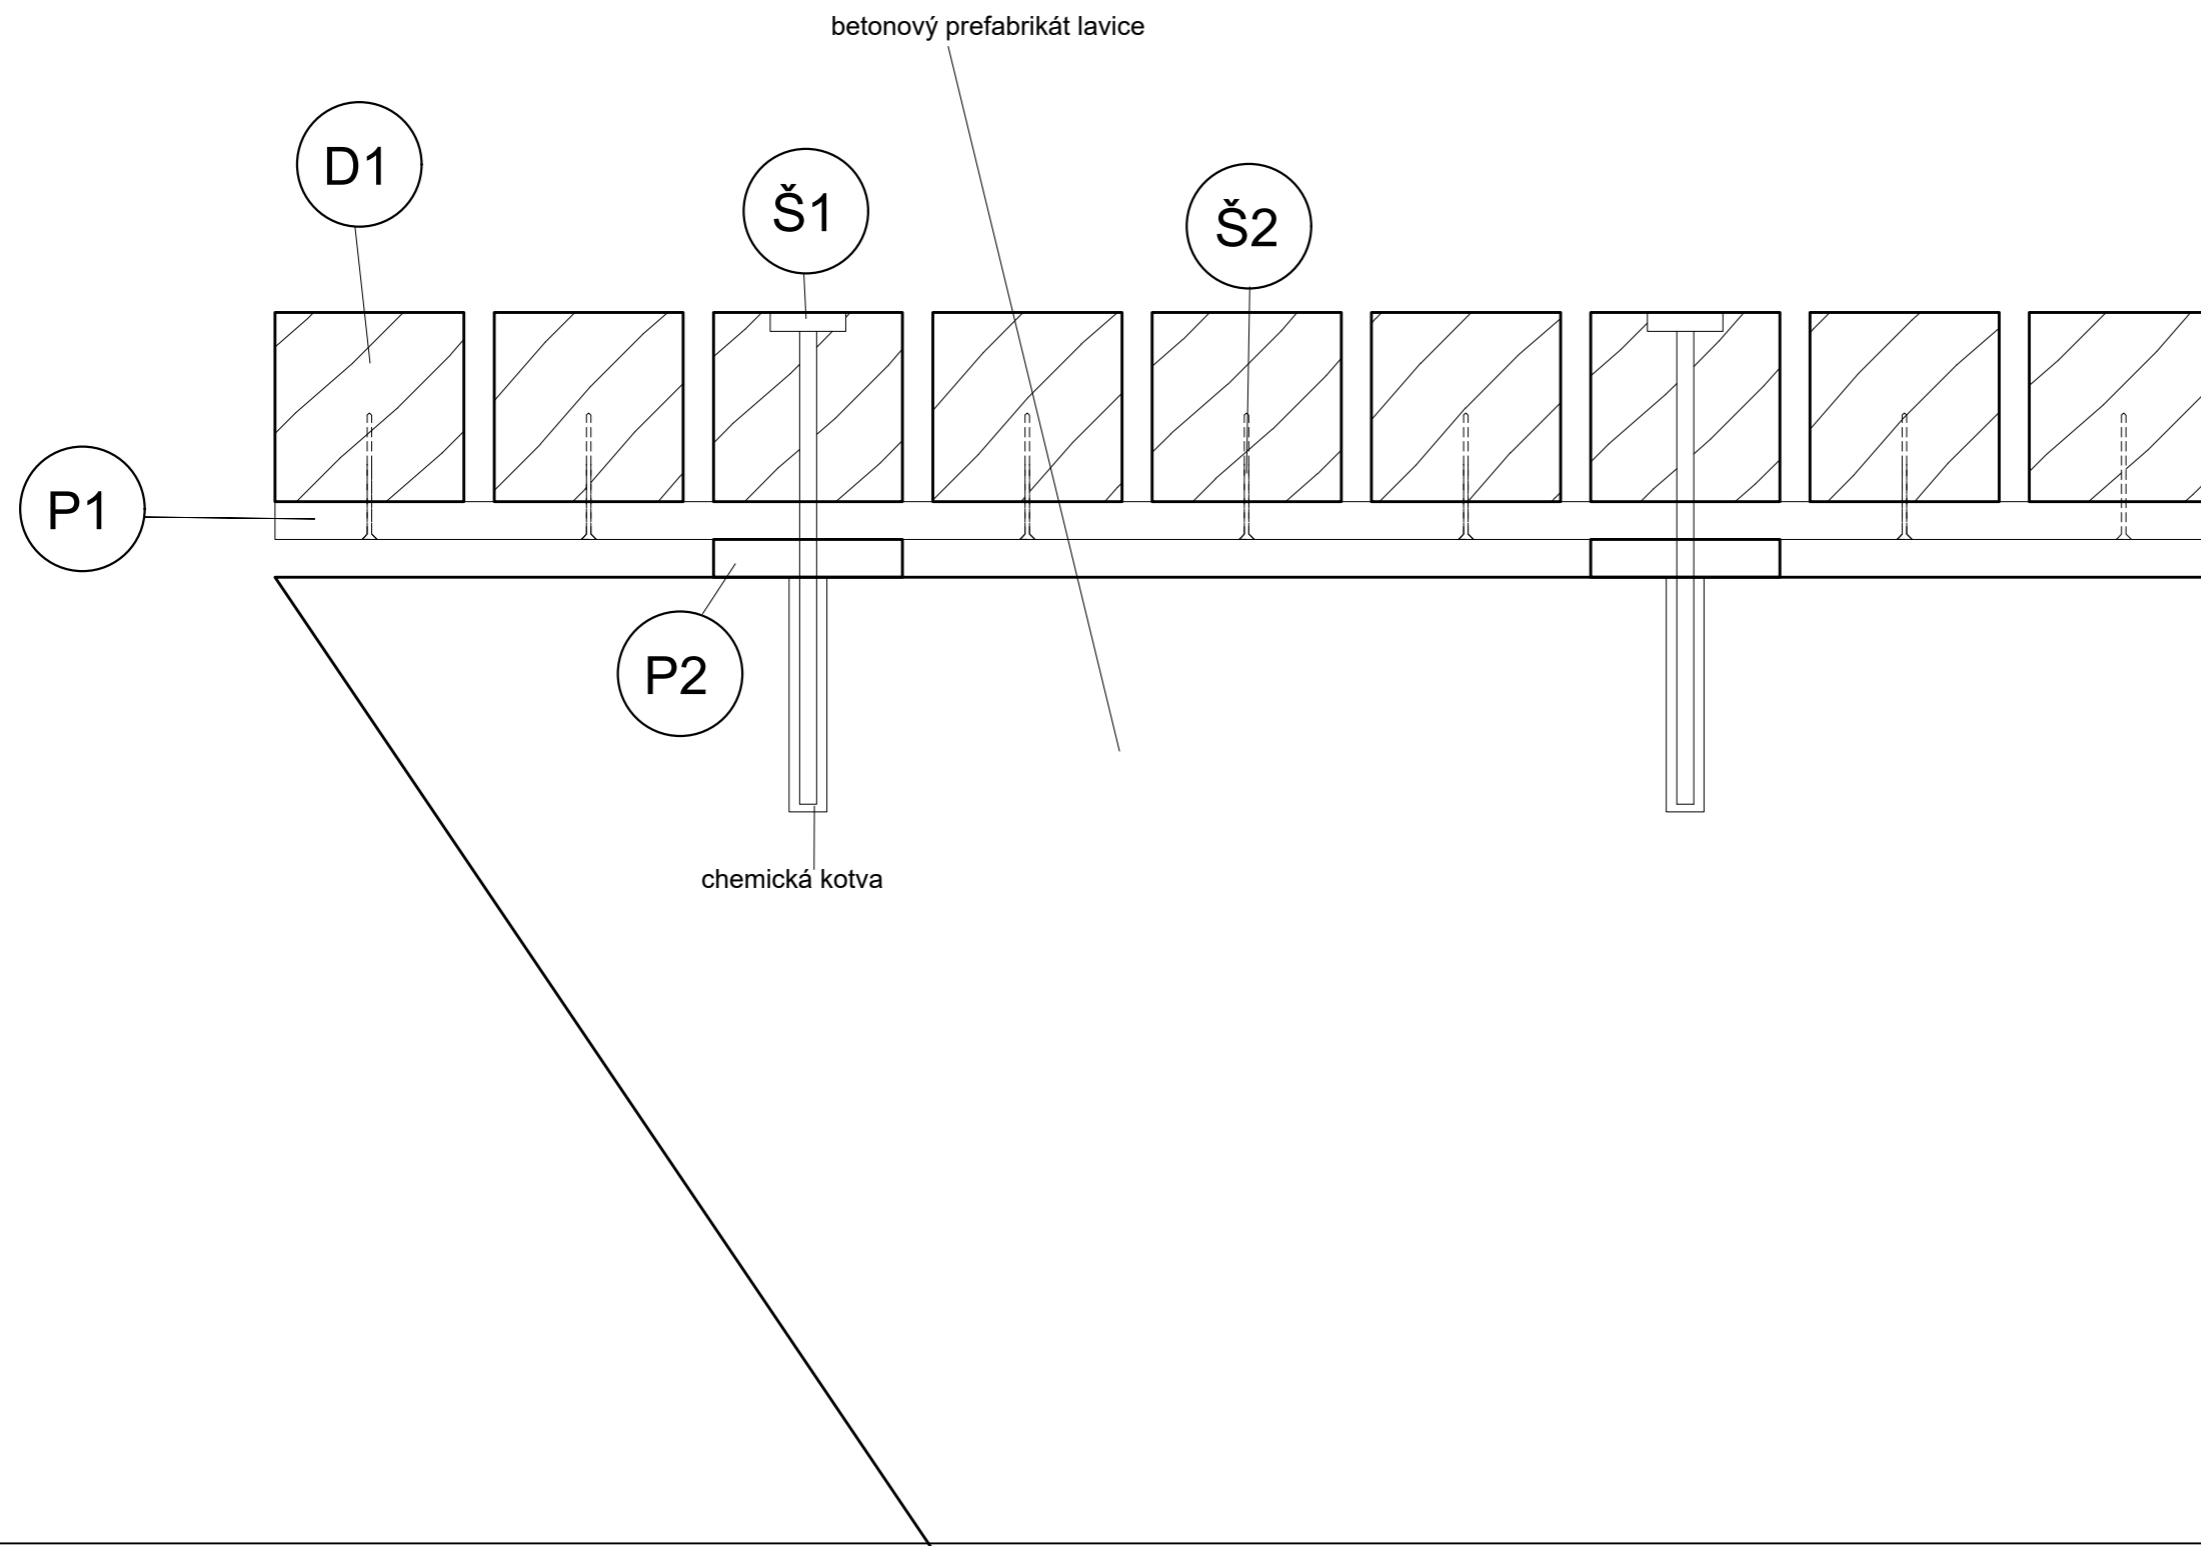 betonový prefabrikát lavice
D1
Š1
Š2
P1
P2
chemická kotva